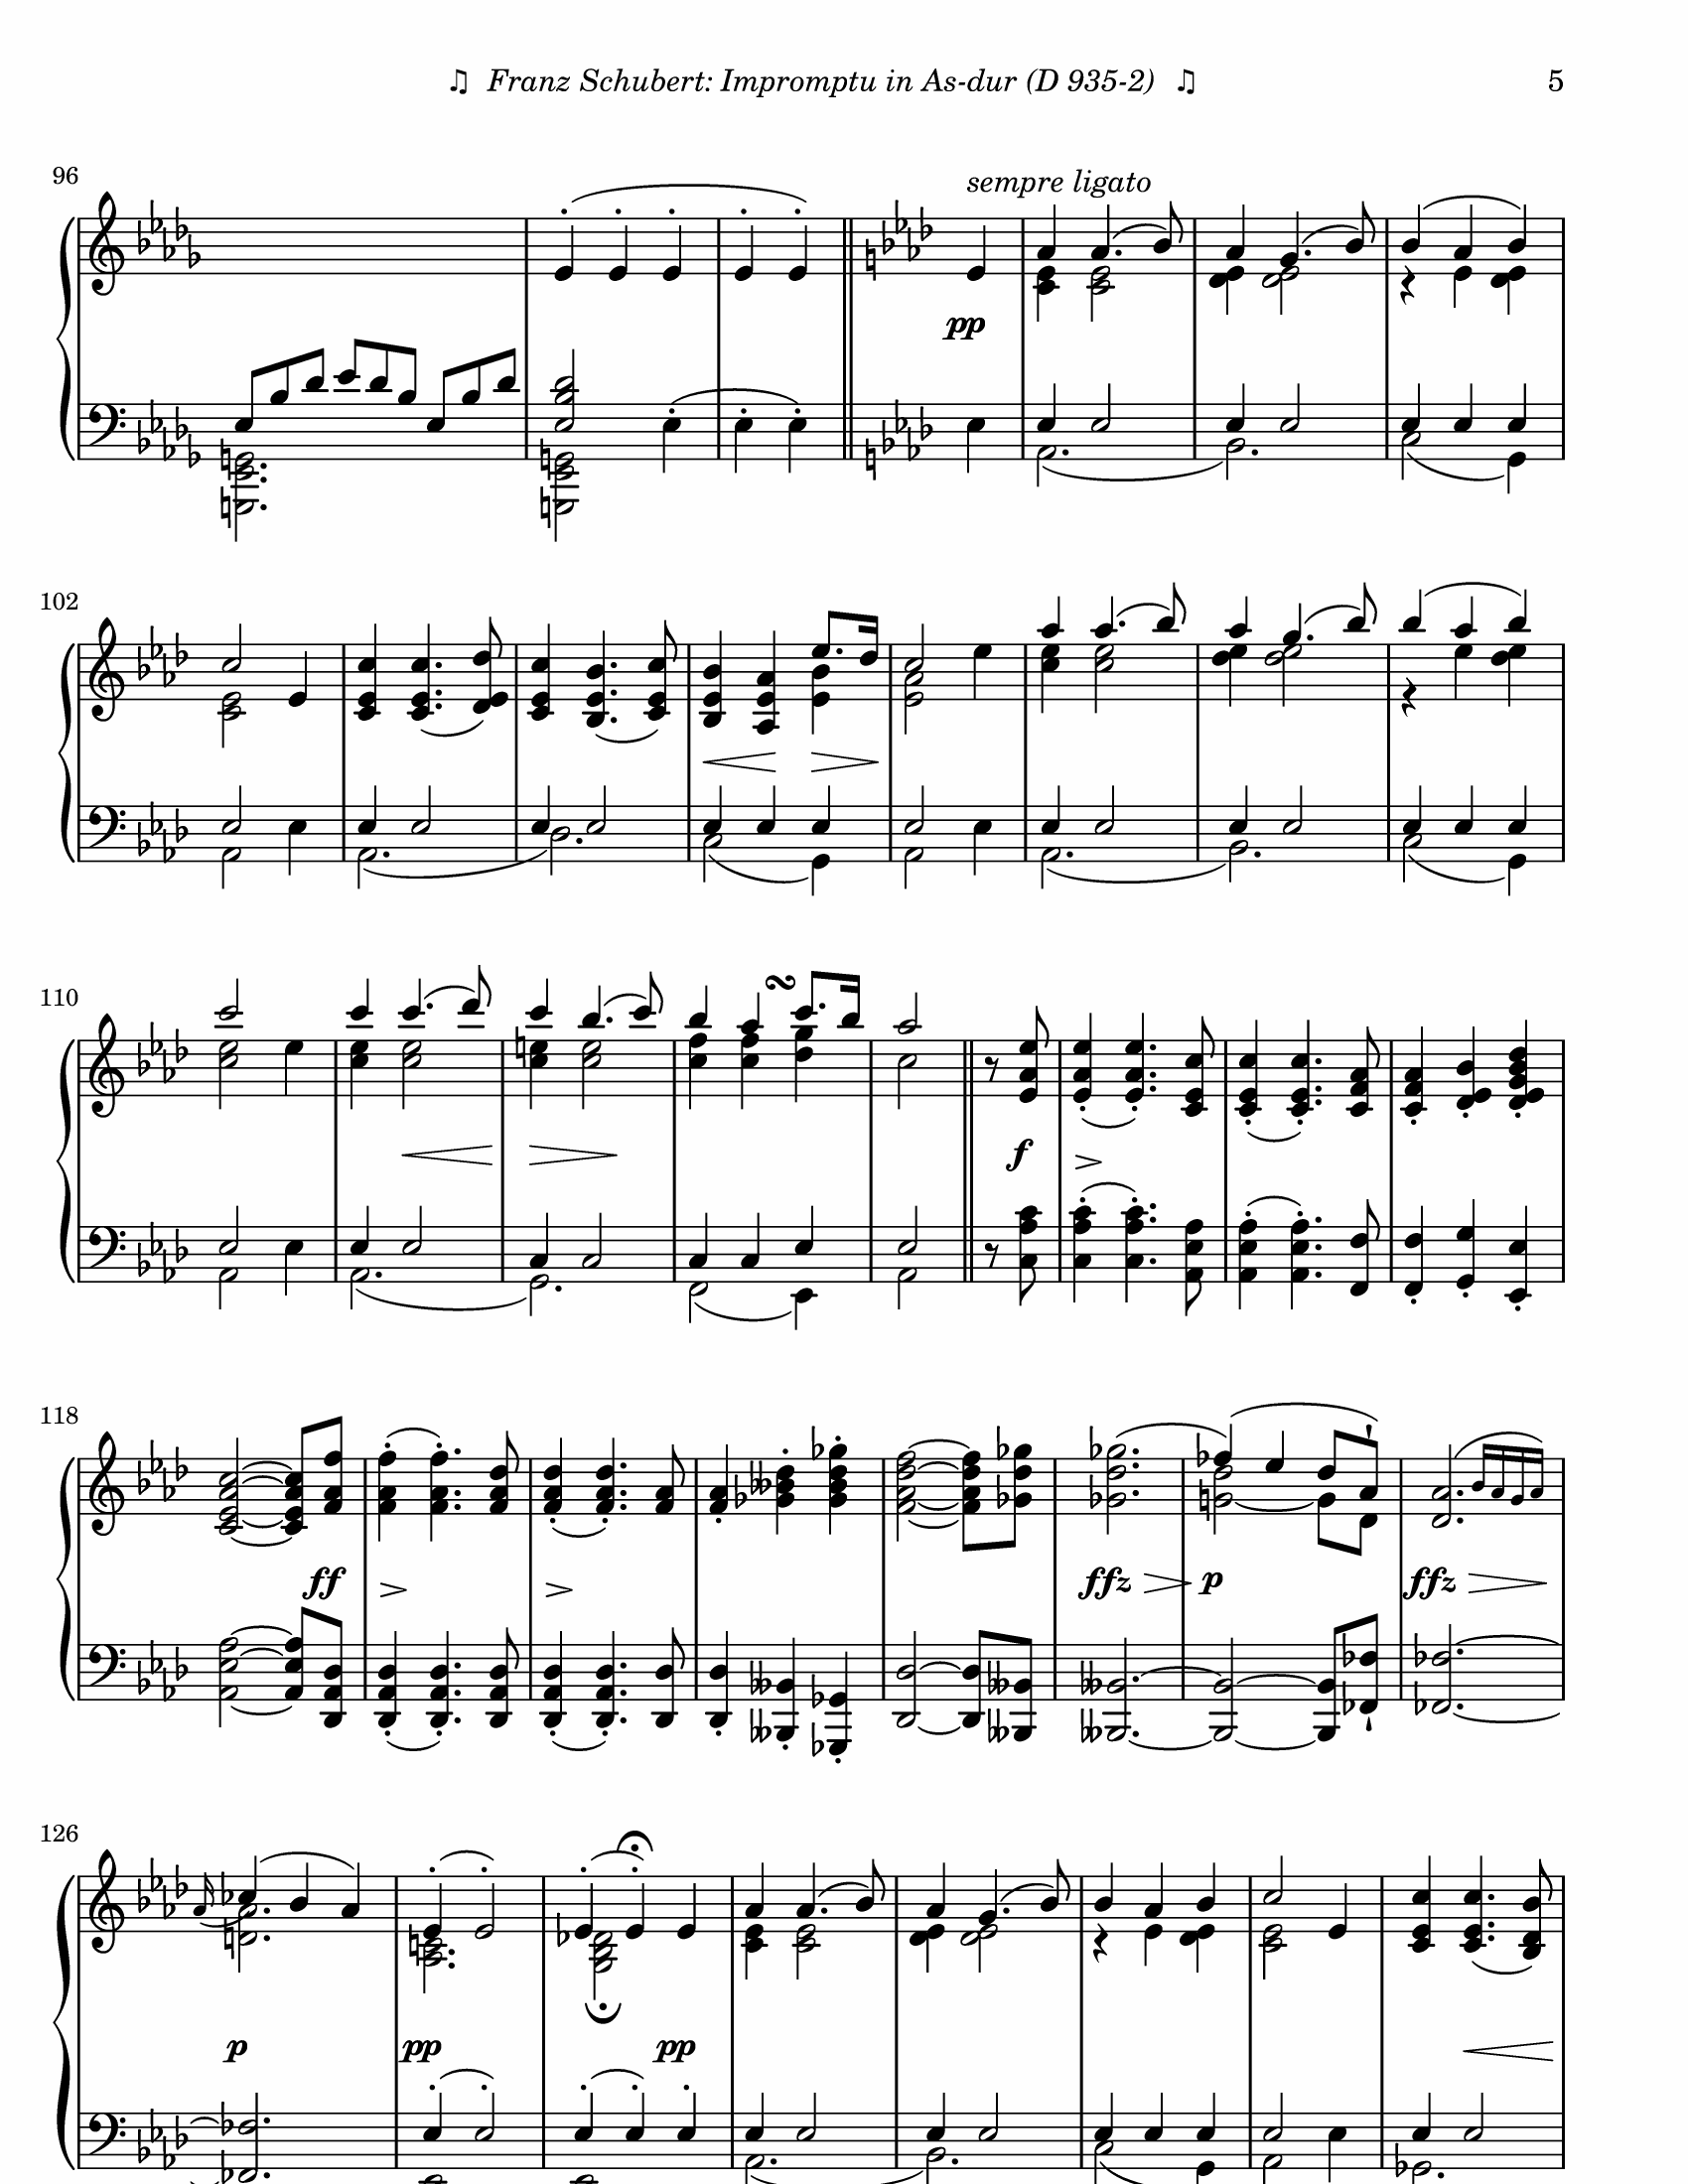 ♫ Franz Schubert: Impromptu in As-dur (D 935-2) ♫ 5
96
sempre ligato
pp
102
110
f
118
ff ffz p ffz
126
p pp pp